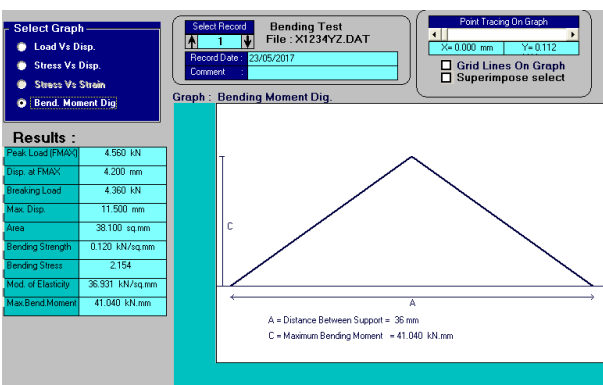 Select Graph
Load Vs Disp.
Stress Vs Disp.
Stress Vs Strain
Bend. Moment Dig
Select Record
1
Bending Test
File : X1234YZ.DAT
Record Date : 23/05/2017
Comment :
Point Tracing On Graph
X= 0.000 mm Y= 0.112
Grid Lines On Graph
Superimpose select
Graph : Bending Moment Dig.
Results :
Peak Load (FMAX) 4.560 kN
Disp. at FMAX 4.200 mm
Breaking Load 4.360 kN
Max. Disp. 11.500 mm
Area 38.100 sq.mm
Bending Strength 0.120 kN/sq.mm
Bending Stress 2.154
Mod. of Elasticity 36.931 kN/sq.mm
Max.Bend.Moment 41.040 kN.mm
C
A
A = Distance Between Support = 36 mm
C = Maximum Bending Moment = 41.040 kN.mm